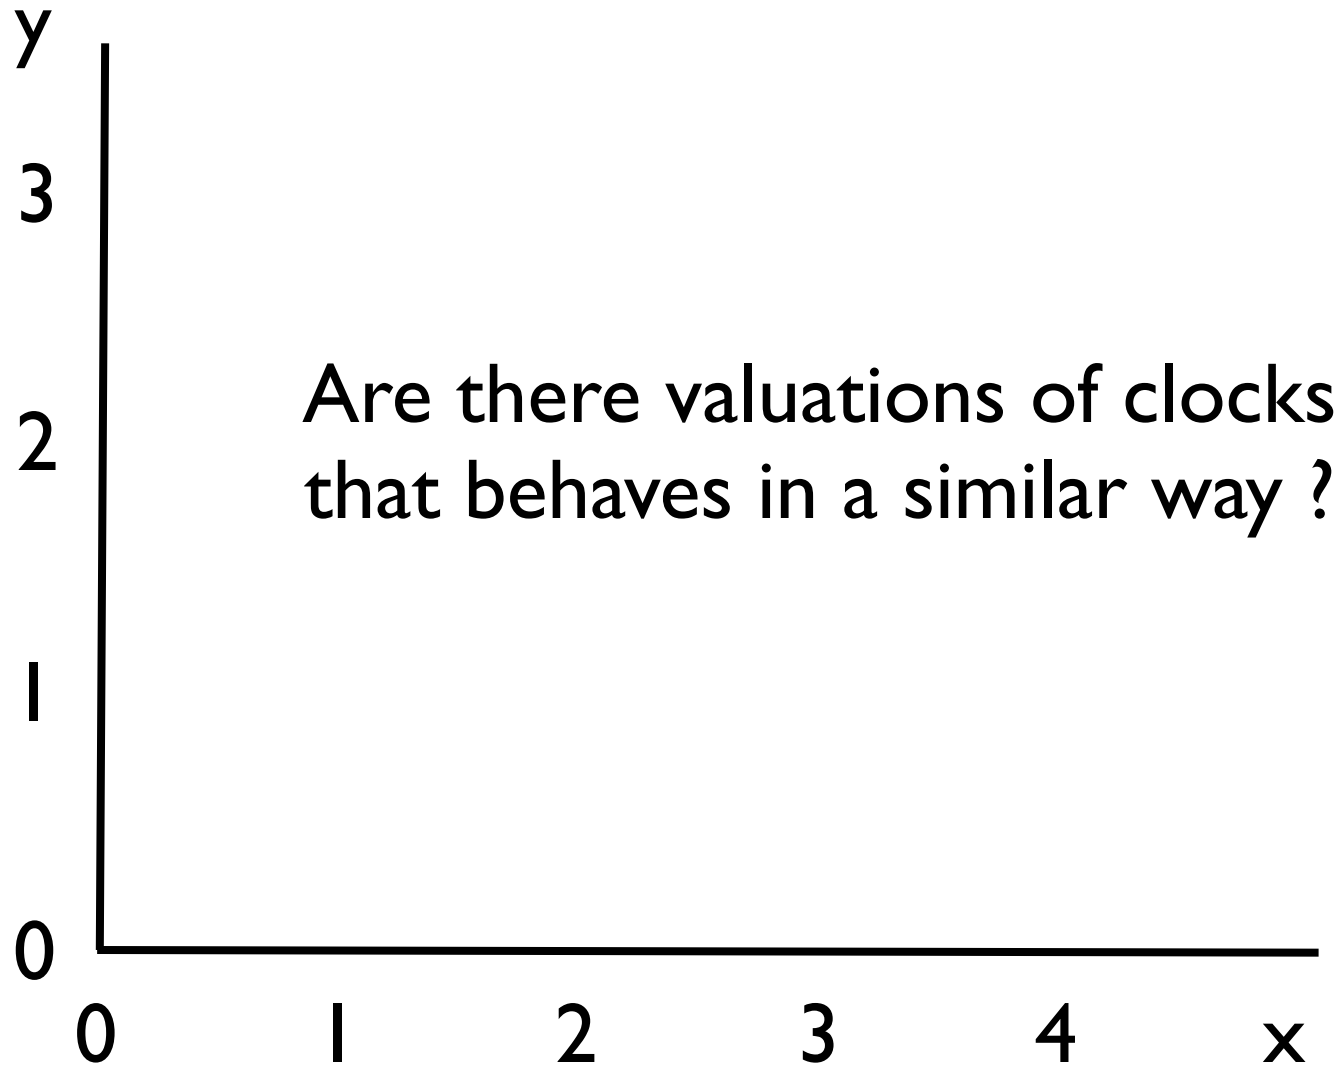 y
3
Are there valuations of clocks
2
that behaves in a similar way ?
1
0
0 1 2 3 4 x